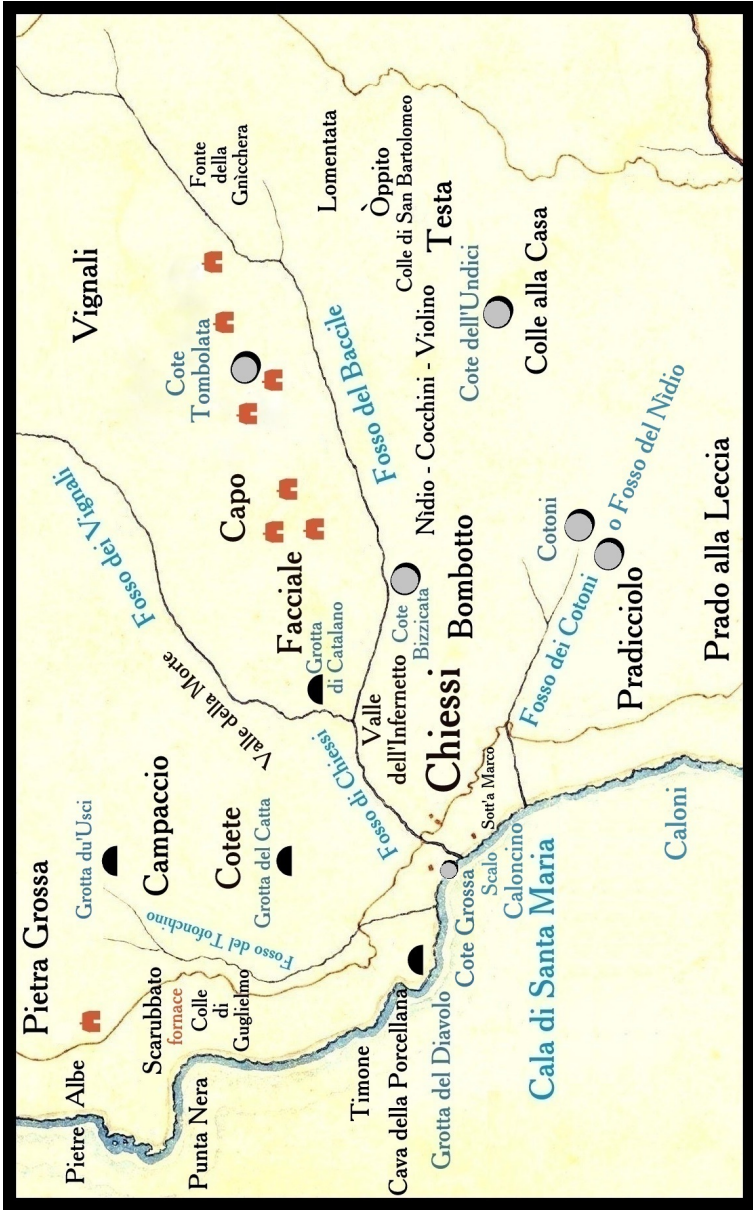 Pietra Grossa
Pietre Albe
Grotta du'Usci
Campaccio
Scarubbato
fornace
Punta Nera
Colle
di
Guglielmo
Fosso del Tofonchino
Cotete
Grotta del Catta
Timone
Cava della Porcellana
Grotta del Diavolo
Cote Grossa
Scalo
Caloncino
Cala di Santa Maria
Caloni
Vignali
Fosso dei Vignali
Valle della Morte
Fosso di Chiessi
Cote
Tombolata
Capo
Facciale
Grotta
di Catalano
Fonte
della
Gnicchera
Lomentata
Òppito
Colle di San Bartolomeo
Testa
Fosso del Baccile
Nidio - Cocchini - Violino
Cote dell'Undici
Colle alla Casa
Cote
Bizzicata
Bombotto
Valle
dell'Infernetto
Chiessi
Sott'a Marco
Cotoni
Fosso dei Cotoni o Fosso del Nidio
Pradicciolo
Prado alla Leccia